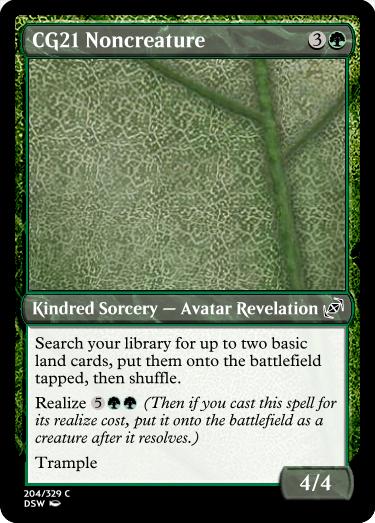 CG21 Noncreature 3
Kindred Sorcery — Avatar Revelation
Search your library for up to two basic
land cards, put them onto the battlefield
tapped, then shuffle.
Realize 5 (Then if you cast this spell for
its realize cost, put it onto the battlefield as a
creature after it resolves.)
Trample
4/4
204/329 C
DSW